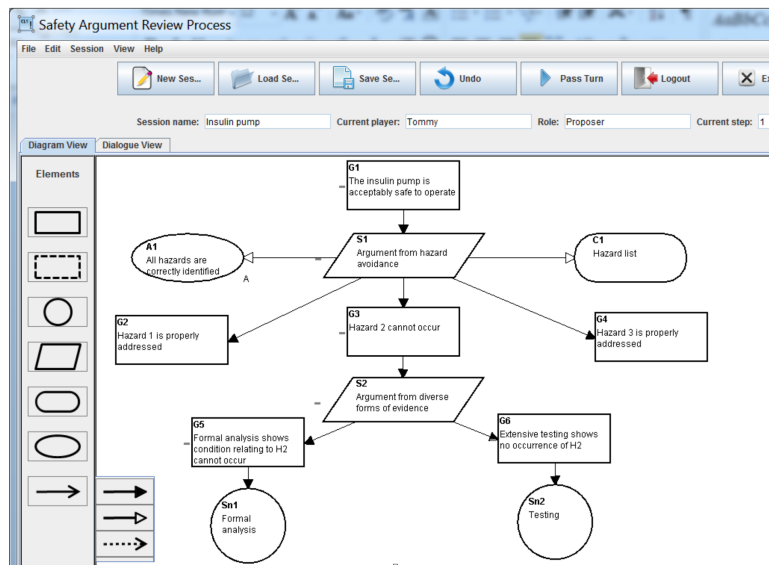 Safety Argument Review Process
File Edit Session View Help
New Ses... Load Se... Save Se... Undo Pass Turn Logout
Session name: Insulin pump Current player: Tommy Role: Proposer Current step: 1
Diagram View Dialogue View
Elements
G1
The insulin pump is
acceptably safe to operate
A1
All hazards are
correctly identified
A
S1
Argument from hazard
avoidance
C1
Hazard list
G2
Hazard 1 is properly
addressed
G3
Hazard 2 cannot occur
G4
Hazard 3 is properly
addressed
S2
Argument from diverse
forms of evidence
G5
Formal analysis shows
condition relating to H2
cannot occur
G6
Extensive testing shows
no occurrence of H2
Sn1
Formal
analysis
Sn2
Testing